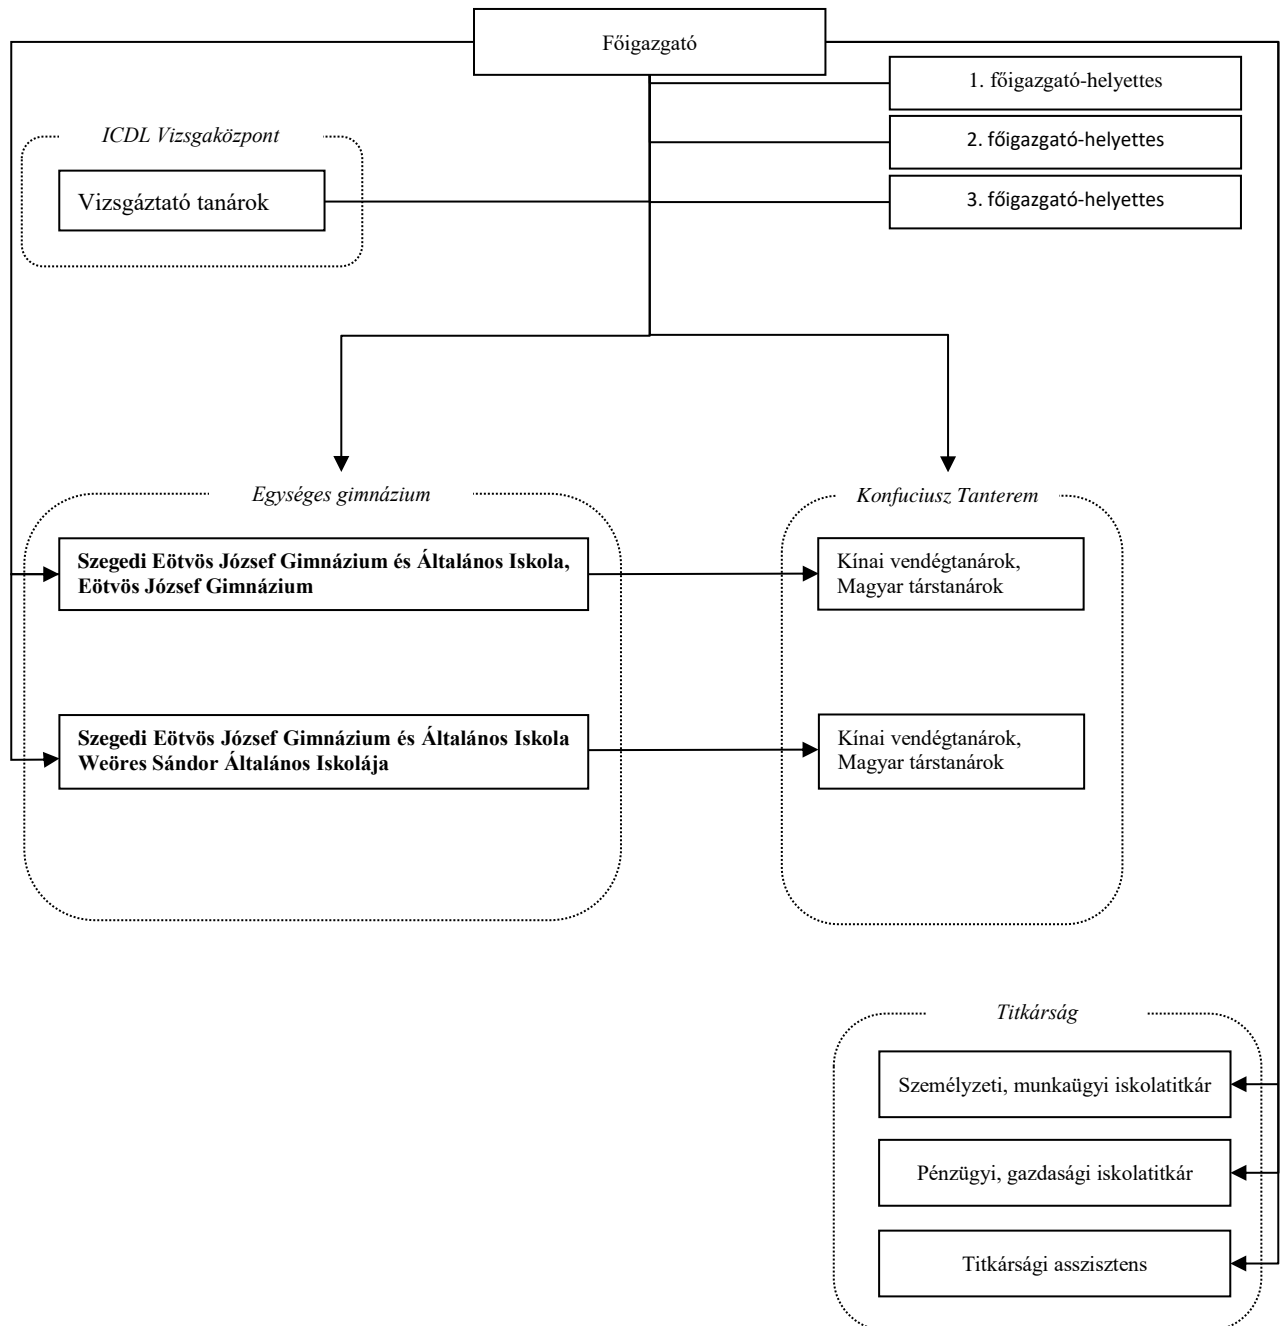 Főigazgató
1. főigazgató-helyettes
ICDL Vizsgaközpont
2. főigazgató-helyettes
Vizsgáztató tanárok
3. főigazgató-helyettes
Egységes gimnázium
Konfuciusz Tanterem
Szegedi Eötvös József Gimnázium és Általános Iskola,
Eötvös József Gimnázium
Kínai vendégtanárok,
Magyar társtanárok
Szegedi Eötvös József Gimnázium és Általános Iskola
Weöres Sándor Általános Iskolája
Kínai vendégtanárok,
Magyar társtanárok
Titkárság
Személyzeti, munkaügyi iskolatitkár
Pénzügyi, gazdasági iskolatitkár
Titkársági asszisztens